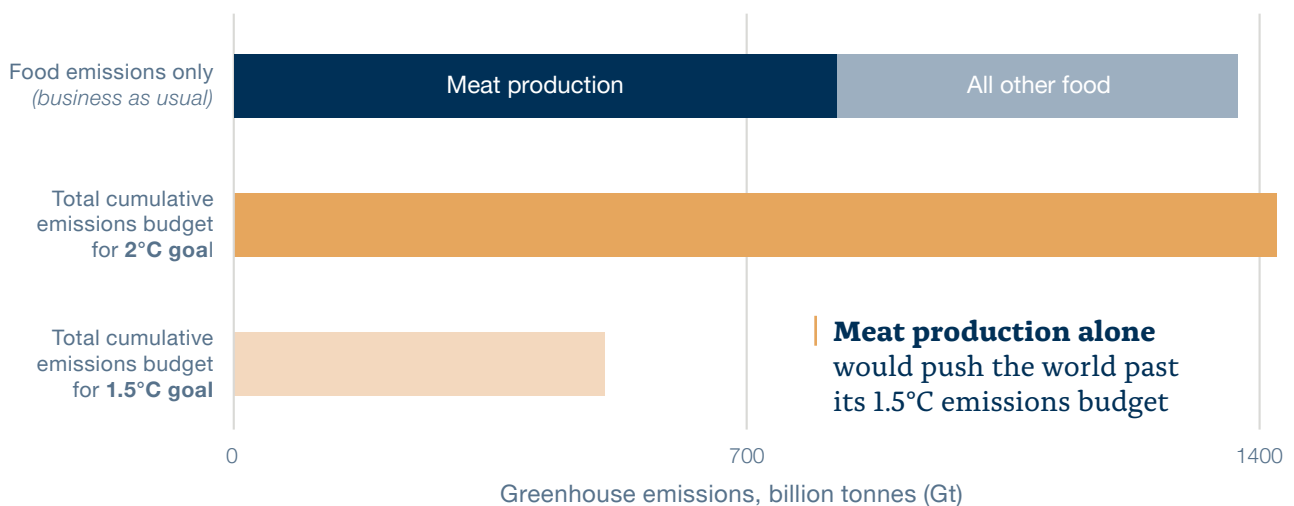 Food emissions only
(business as usual)
Meat production
All other food
Total cumulative
emissions budget
for 2°C goal
Total cumulative
emissions budget
for 1.5°C goal
Meat production alone
would push the world past
its 1.5°C emissions budget
0
700
1400
Greenhouse emissions, billion tonnes (Gt)